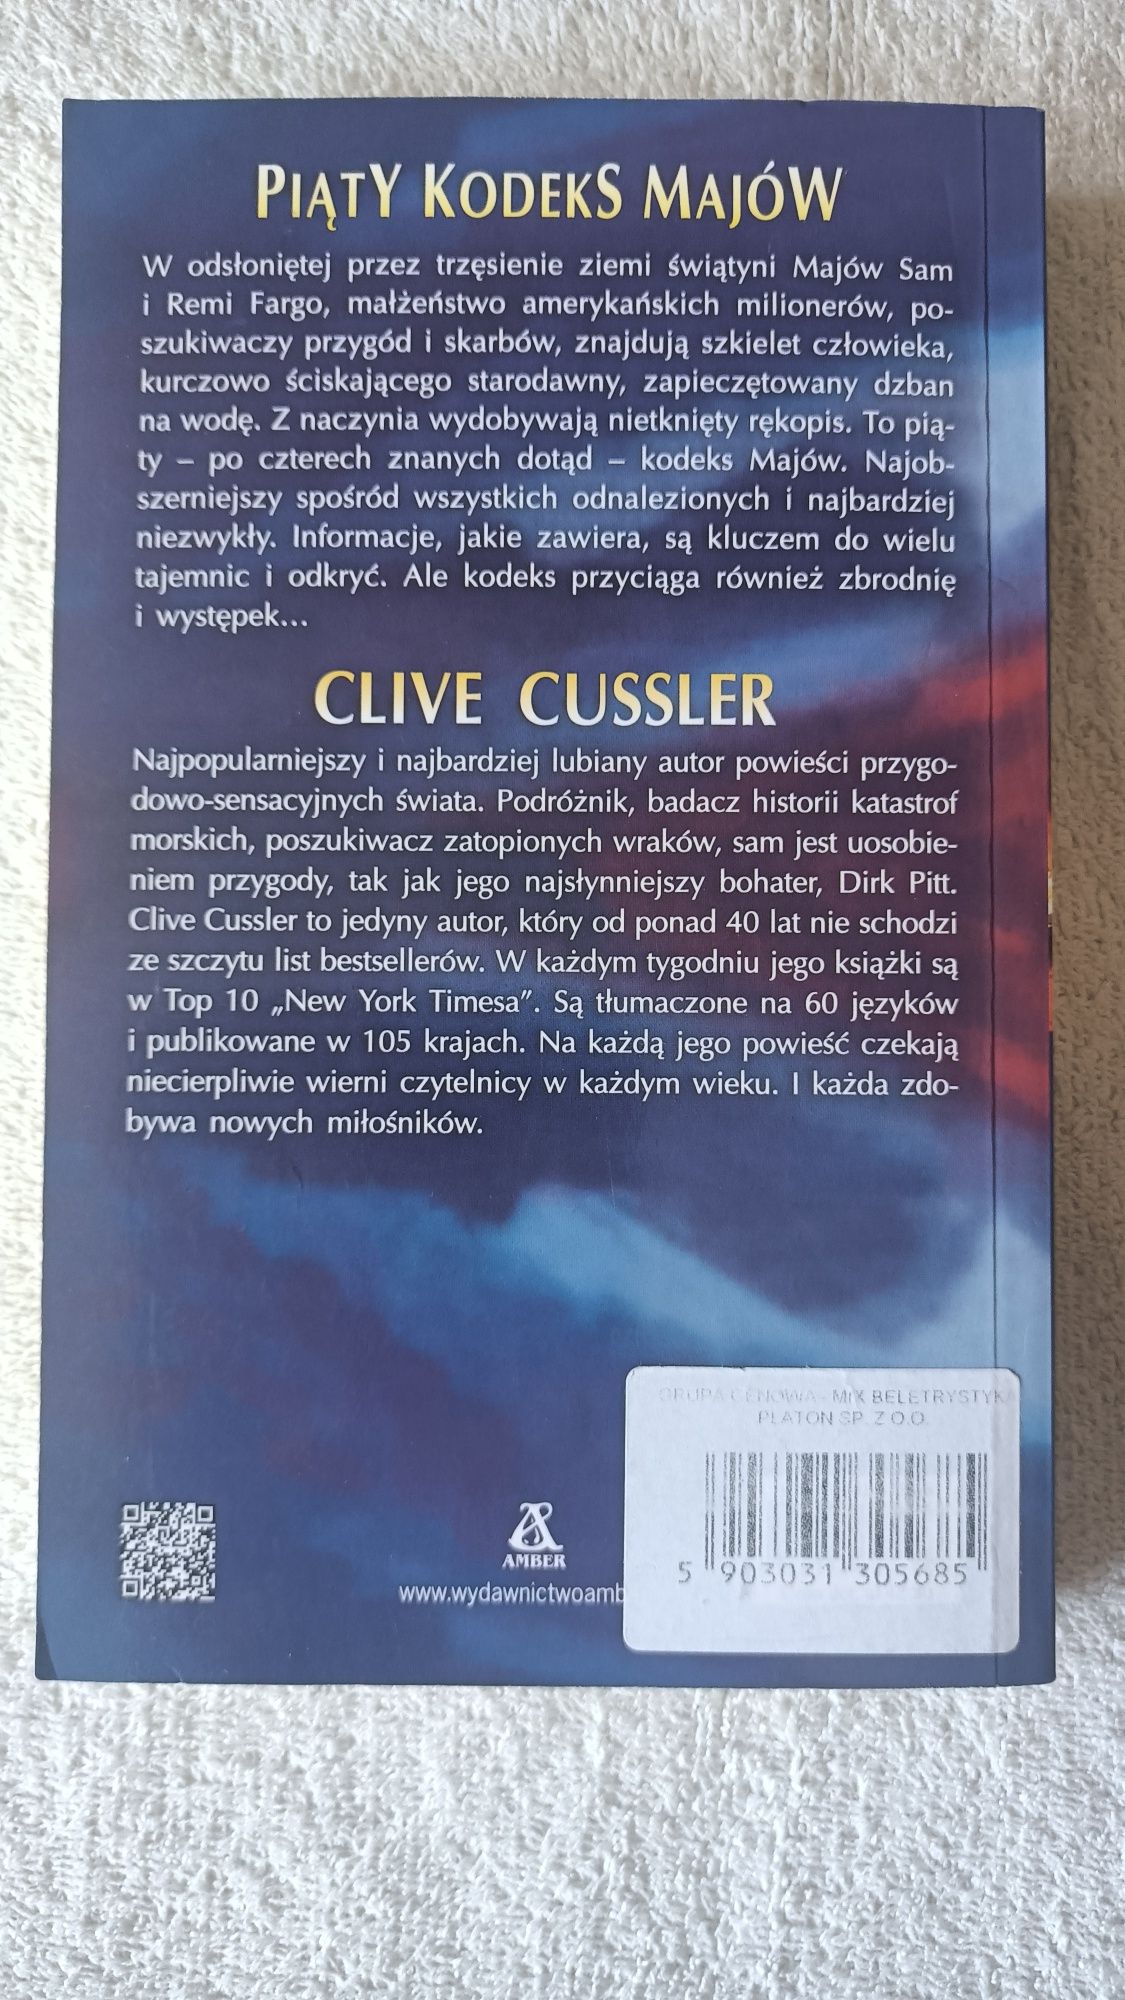 PIĄTY KODEKS MAJÓW
W odsłoniętej przez trzęsienie ziemi świątyni Majów Sam
i Remi Fargo, małżeństwo amerykańskich milionerów, po-
szukiwaczy przygód i skarbów, znajdują szkielet człowieka,
kurczowo ściskającego starodawny, zapieczętowany dzban
na wodę. Z naczynia wydobywają nietknięty rękopis. To pią-
ty – po czterech znanych dotąd – kodeks Majów. Najob-
szerniejszy spośród wszystkich odnalezionych i najbardziej
niezwykły. Informacje, jakie zawiera, są kluczem do wielu
tajemnic i odkryć. Ale kodeks przyciąga również zbrodnię
i występek...
CLIVE CUSSLER
Najpopularniejszy i najbardziej lubiany autor powieści przygo-
dowo-sensacyjnych świata. Podróżnik, badacz historii katastrof
morskich, poszukiwacz zatopionych wraków, sam jest uosobie-
niem przygody, tak jak jego najsłynniejszy bohater, Dirk Pitt.
Clive Cussler to jedyny autor, który od ponad 40 lat nie schodzi
ze szczytu list bestsellerów. W każdym tygodniu jego książki są
w Top 10 „New York Timesa”. Są tłumaczone na 60 języków
i publikowane w 105 krajach. Na każdą jego powieść czekają
niecierpliwie wierni czytelnicy w każdym wieku. I każda zdo-
bywa nowych miłośników.
GRUPA CENOWA - MIX BELETRYSTYKA
PLATON SP. Z O.O.
5 903031 305685
AMBER
www.wydawnictwoamb